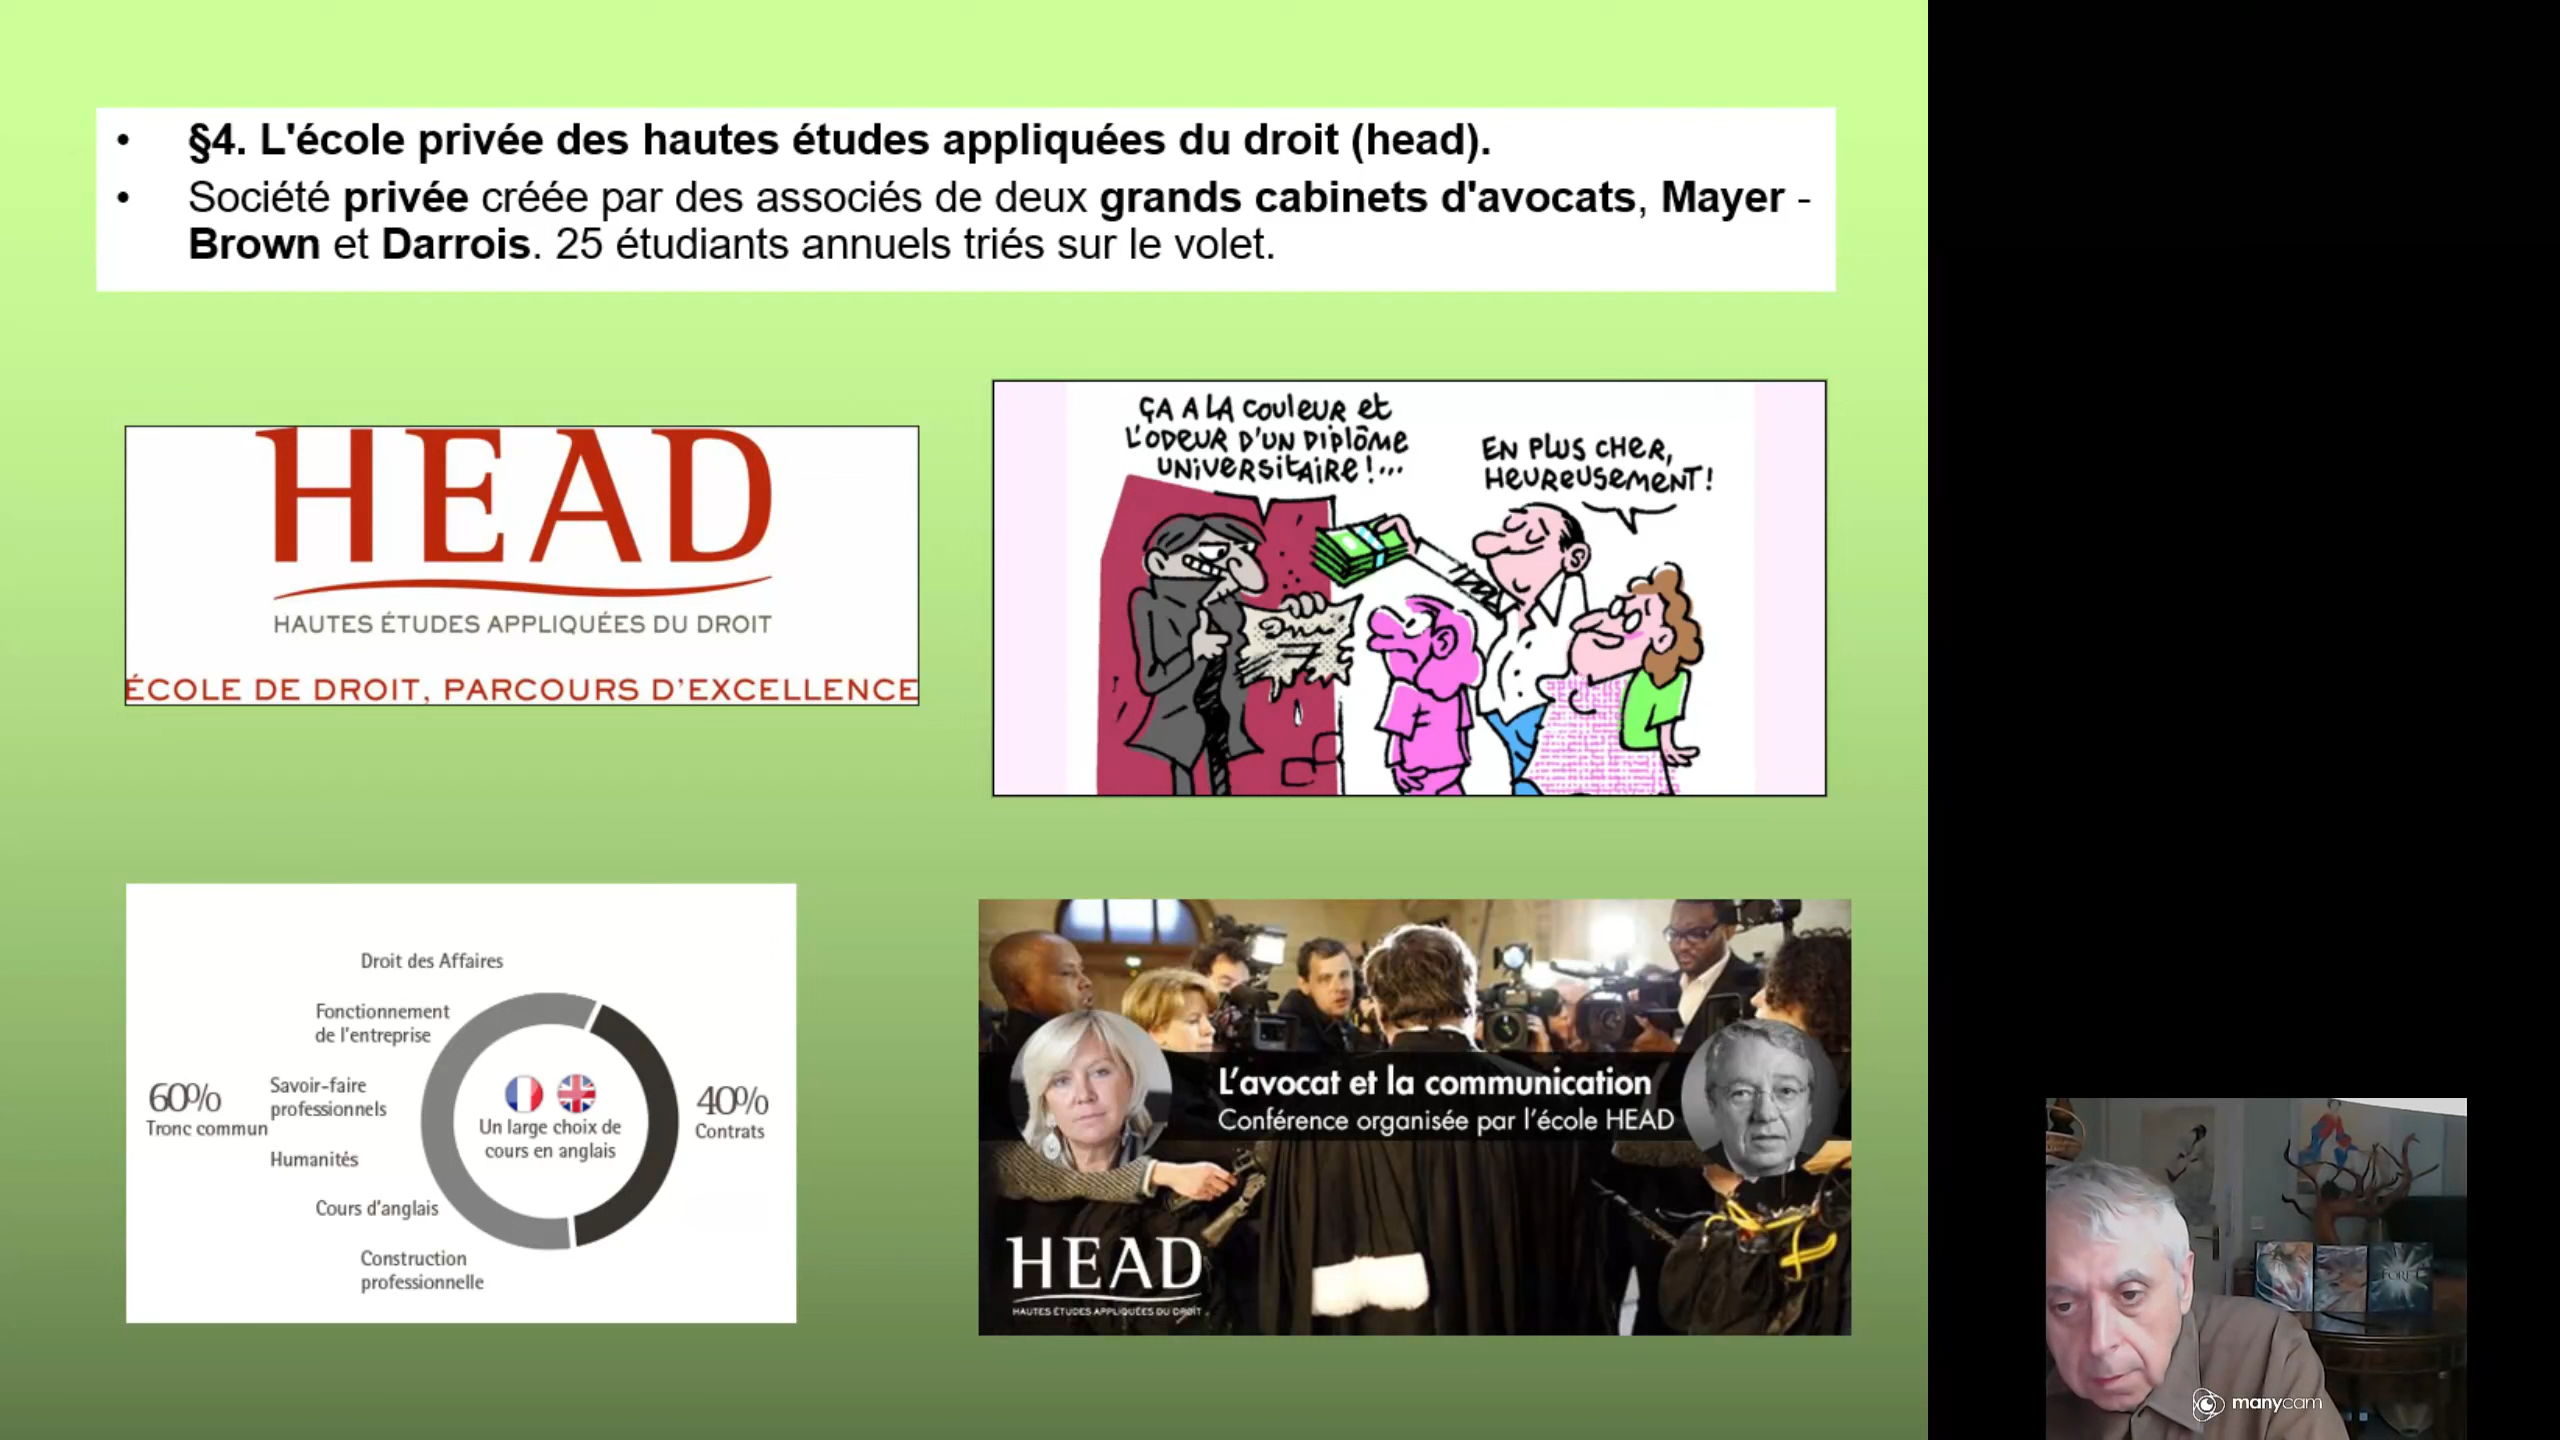 • §4. L'école privée des hautes études appliquées du droit (head).
• Société privée créée par des associés de deux grands cabinets d'avocats, Mayer -
Brown et Darrois. 25 étudiants annuels triés sur le volet.
HEAD
HAUTES ÉTUDES APPLIQUÉES DU DROIT
ÉCOLE DE DROIT, PARCOURS D'EXCELLENCE
ÇA A LA COULEUR et
L'ODEUR D'UN DIPLÔME
UNIVERSITAIRE !...
EN PLUS CHER,
HEUREUSEMENT !
Droit des Affaires
Fonctionnement
de l'entreprise
Savoir-faire
professionnels
60%
Tronc commun
Humanités
Cours d'anglais
Construction
professionnelle
Un large choix de
cours en anglais
40%
Contrats
L'avocat et la communication
Conférence organisée par l'école HEAD
HEAD
HAUTES ÉTUDES APPLIQUÉES DU DROIT
manycam